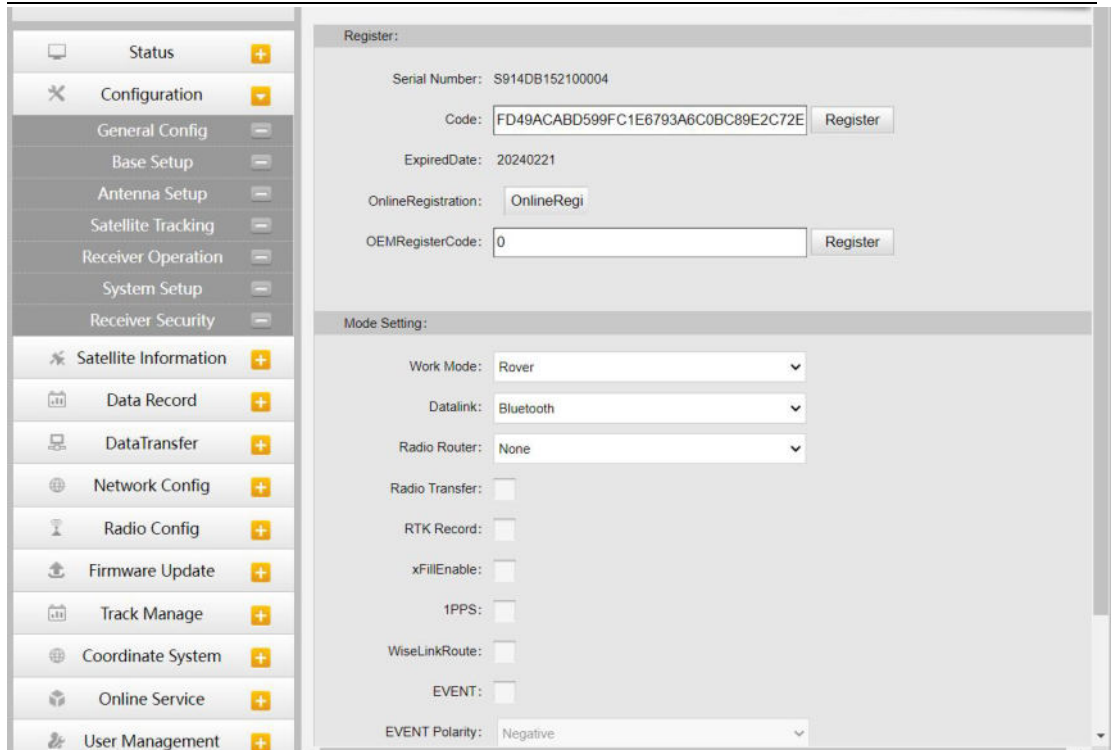 Status
Configuration
General Config
Base Setup
Antenna Setup
Satellite Tracking
Receiver Operation
System Setup
Receiver Security
Satellite Information
Data Record
DataTransfer
Network Config
Radio Config
Firmware Update
Track Manage
Coordinate System
Online Service
User Management
Register:
Serial Number: S914DB152100004
Code: FD49ACABD599FC1E6793A6C0BC89E2C72E Register
ExpiredDate: 20240221
OnlineRegistration: OnlineRegi
OEMRegisterCode: 0 Register
Mode Setting:
Work Mode: Rover
Datalink: Bluetooth
Radio Router: None
Radio Transfer:
RTK Record:
xFillEnable:
1PPS:
WiseLinkRoute:
EVENT:
EVENT Polarity: Negative